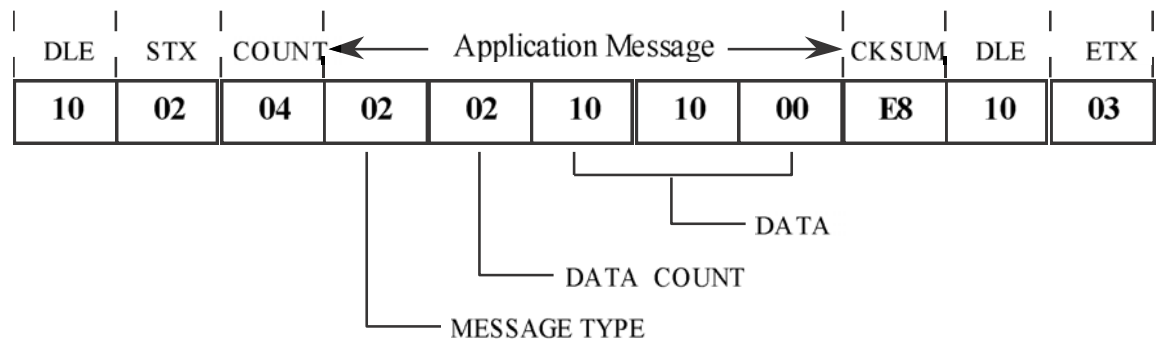 DLE STX COUNT Application Message CKSUM DLE ETX
10 02 04 02 02 10 10 00 E8 10 03
DATA
DATA COUNT
MESSAGE TYPE